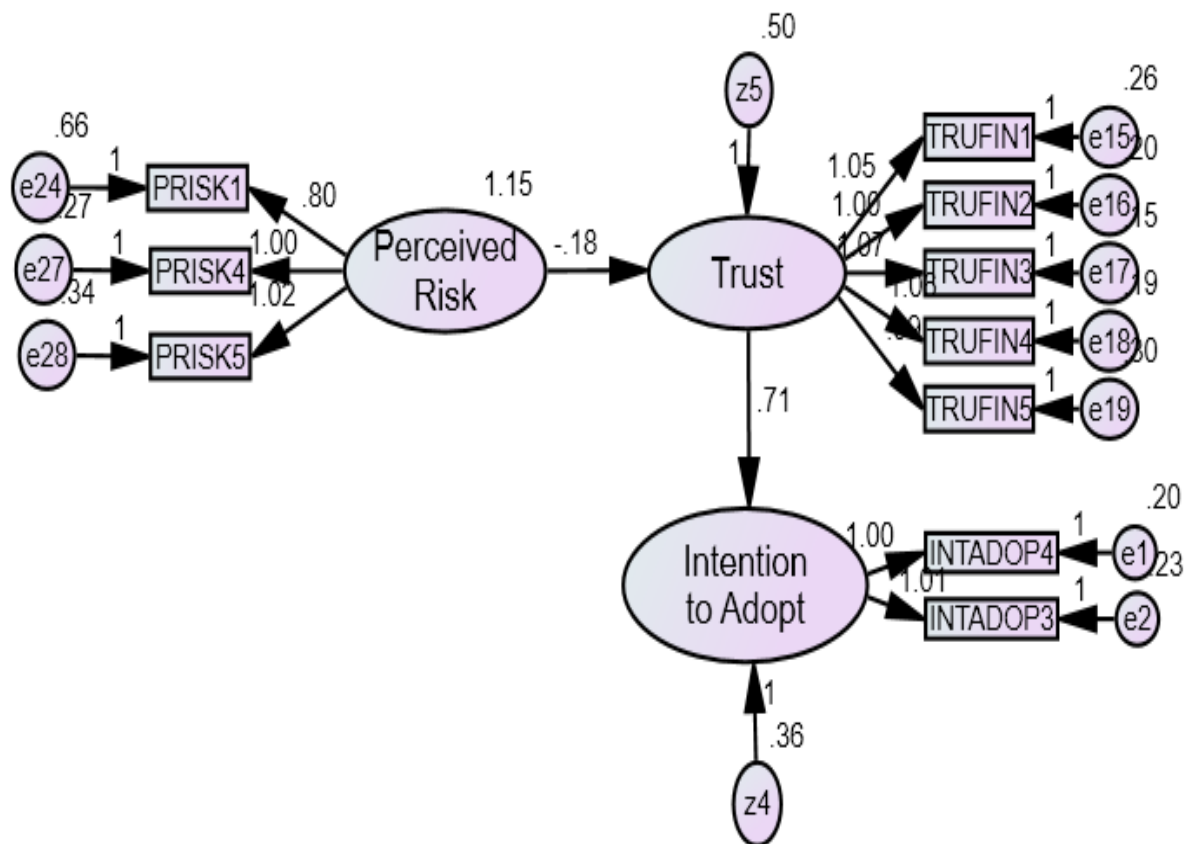 .50
z5
1
.26
1
e15
TRUFIN1
.66
e24
1
PRISK1
.80
1.15
1.05
.20
1
e16
TRUFIN2
1.00
.27
e27
1
PRISK4
1.00
Perceived
Risk
-.18
Trust
1.07
TRUFIN3
1
e17
.15
.34
e28
1
PRISK5
1.02
TRUFIN4
1
e18
.19
TRUFIN5
1
e19
.30
.71
Intention
to Adopt
1.00
INTADOP4
1
e1
.20
1.01
INTADOP3
1
e2
.23
1
.36
z4